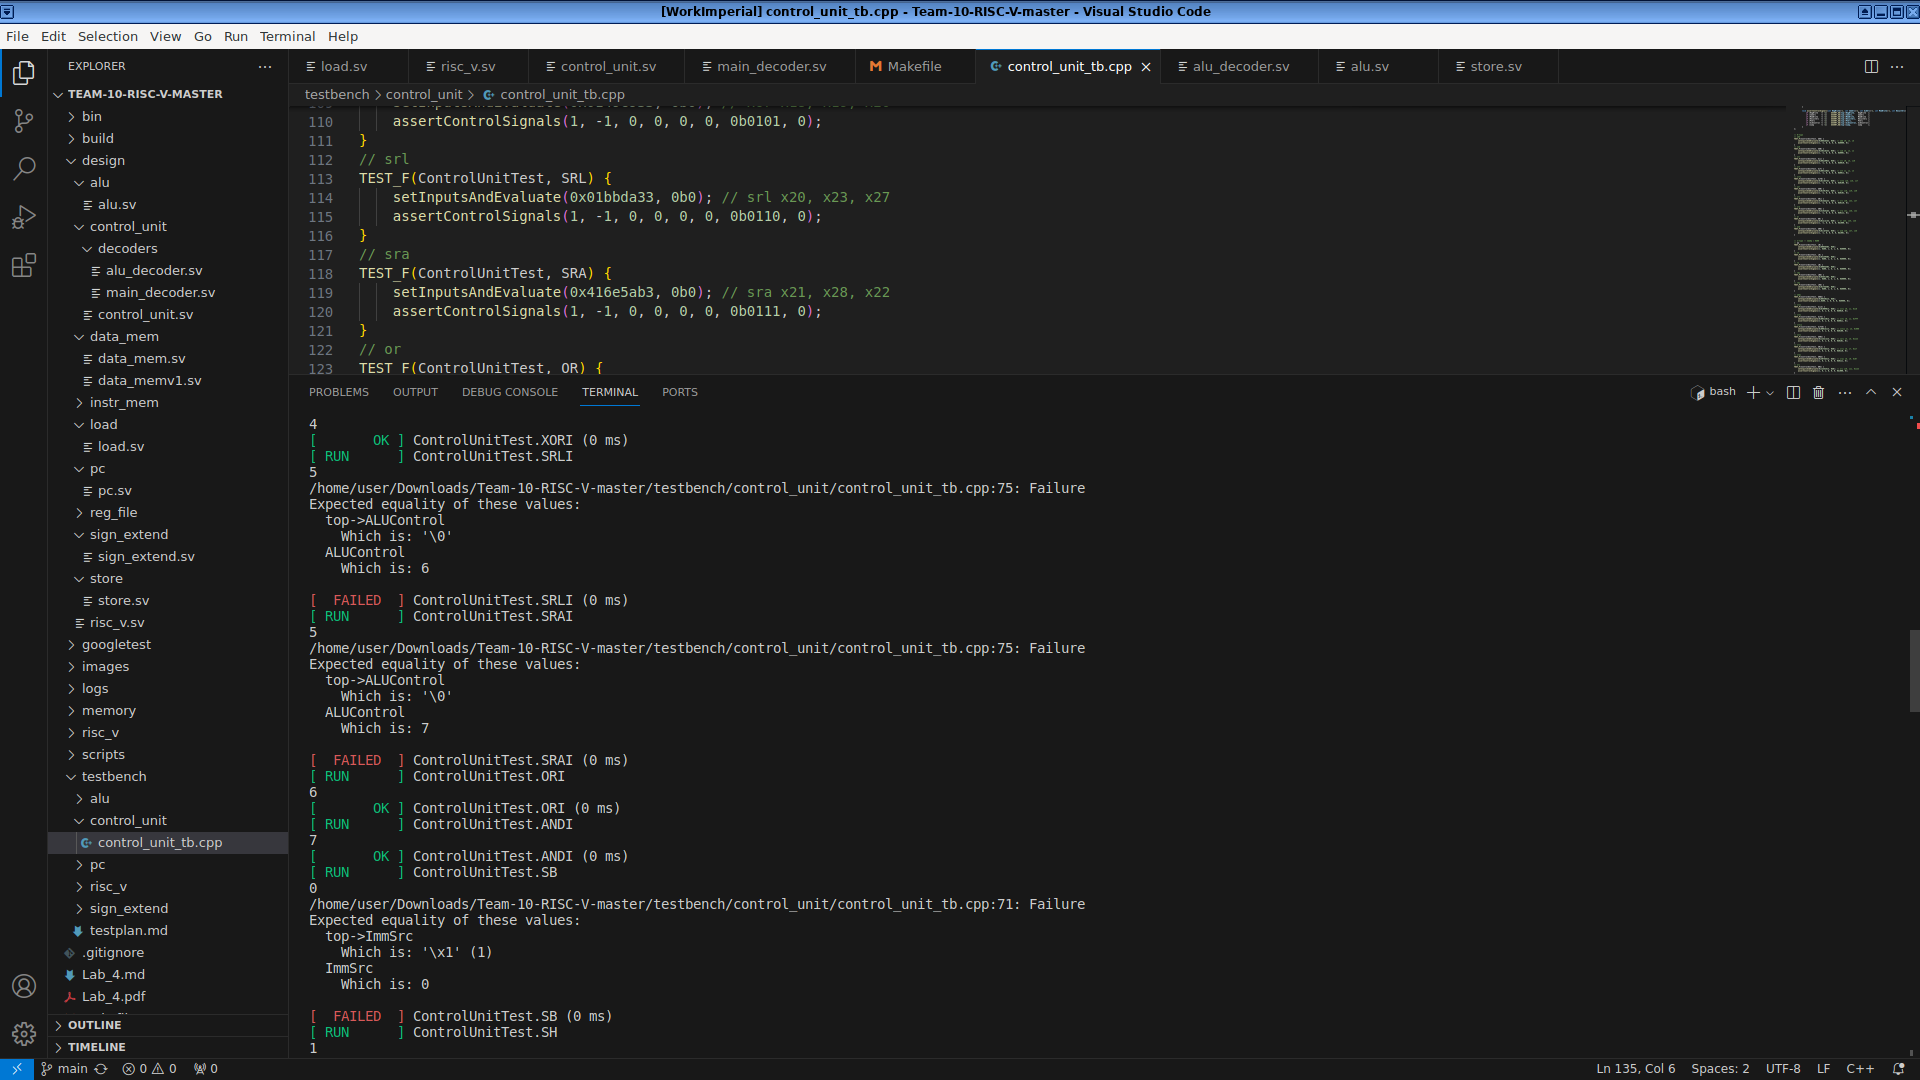 [WorkImperial] control_unit_tb.cpp - Team-10-RISC-V-master - Visual Studio Code
File Edit Selection View Go Run Terminal Help
EXPLORER
TEAM-10-RISC-V-MASTER
bin
build
design
alu
alu.sv
control_unit
decoders
alu_decoder.sv
main_decoder.sv
control_unit.sv
data_mem
data_mem.sv
data_memv1.sv
instr_mem
load
load.sv
pc
pc.sv
reg_file
sign_extend
sign_extend.sv
store
store.sv
risc_v.sv
googletest
images
logs
memory
risc_v
scripts
testbench
alu
control_unit
control_unit_tb.cpp
pc
risc_v
sign_extend
testplan.md
.gitignore
Lab_4.md
Lab_4.pdf
OUTLINE
TIMELINE
load.sv risc_v.sv control_unit.sv main_decoder.sv Makefile control_unit_tb.cpp alu_decoder.sv alu.sv store.sv
testbench > control_unit > control_unit_tb.cpp
110 assertControlSignals(1, -1, 0, 0, 0, 0, 0b0101, 0);
111 }
112 // srl
113 TEST_F(ControlUnitTest, SRL) {
114 setInputsAndEvaluate(0x01bbda33, 0b0); // srl x20, x23, x27
115 assertControlSignals(1, -1, 0, 0, 0, 0, 0b0110, 0);
116 }
117 // sra
118 TEST_F(ControlUnitTest, SRA) {
119 setInputsAndEvaluate(0x416e5ab3, 0b0); // sra x21, x28, x22
120 assertControlSignals(1, -1, 0, 0, 0, 0, 0b0111, 0);
121 }
122 // or
123 TEST_F(ControlUnitTest, OR) {
PROBLEMS OUTPUT DEBUG CONSOLE TERMINAL PORTS
bash
4
[ OK ] ControlUnitTest.XORI (0 ms)
[ RUN ] ControlUnitTest.SRLI
5
/home/user/Downloads/Team-10-RISC-V-master/testbench/control_unit/control_unit_tb.cpp:75: Failure
Expected equality of these values:
top->ALUControl
Which is: '\0'
ALUControl
Which is: 6
[ FAILED ] ControlUnitTest.SRLI (0 ms)
[ RUN ] ControlUnitTest.SRAI
5
/home/user/Downloads/Team-10-RISC-V-master/testbench/control_unit/control_unit_tb.cpp:75: Failure
Expected equality of these values:
top->ALUControl
Which is: '\0'
ALUControl
Which is: 7
[ FAILED ] ControlUnitTest.SRAI (0 ms)
[ RUN ] ControlUnitTest.ORI
6
[ OK ] ControlUnitTest.ORI (0 ms)
[ RUN ] ControlUnitTest.ANDI
7
[ OK ] ControlUnitTest.ANDI (0 ms)
[ RUN ] ControlUnitTest.SB
0
/home/user/Downloads/Team-10-RISC-V-master/testbench/control_unit/control_unit_tb.cpp:71: Failure
Expected equality of these values:
top->ImmSrc
Which is: '\x1' (1)
ImmSrc
Which is: 0
[ FAILED ] ControlUnitTest.SB (0 ms)
[ RUN ] ControlUnitTest.SH
1
main 0 0 0
Ln 135, Col 6 Spaces: 2 UTF-8 LF C++